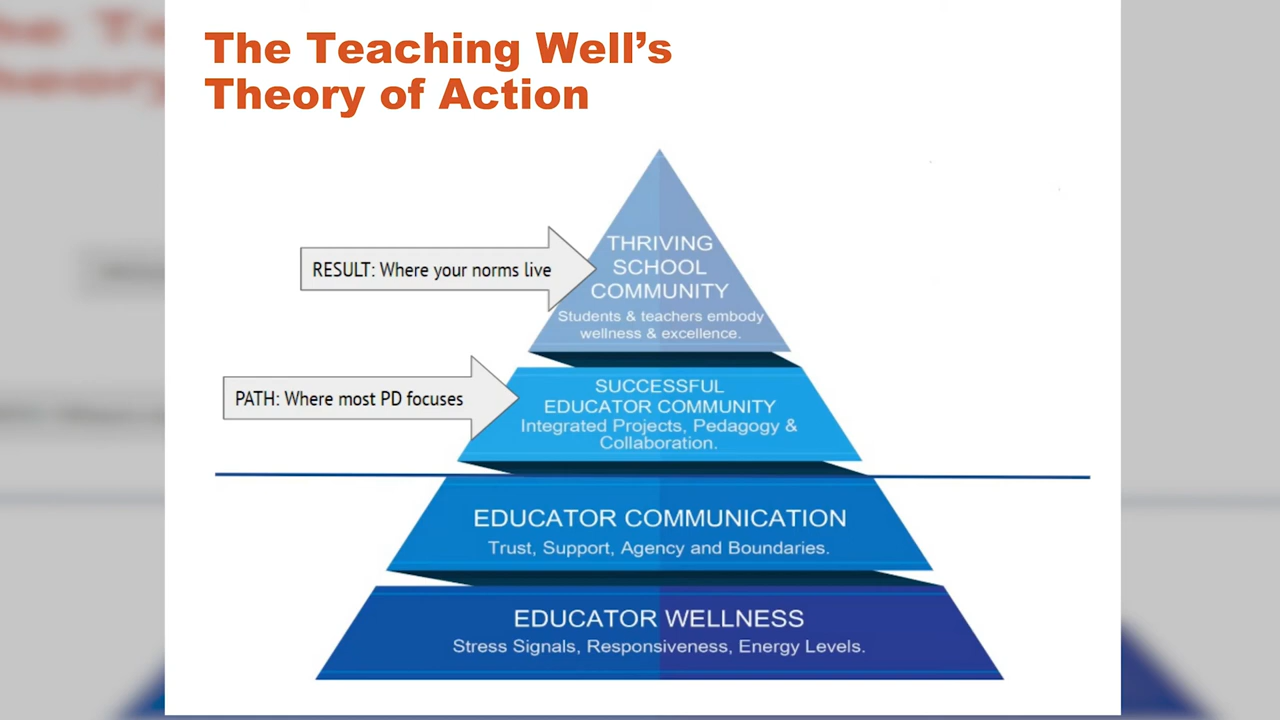 The Teaching Well’s
Theory of Action
RESULT: Where your norms live
THRIVING
SCHOOL
COMMUNITY
Students & teachers embody
wellness & excellence.
PATH: Where most PD focuses
SUCCESSFUL
EDUCATOR COMMUNITY
Integrated Projects, Pedagogy &
Collaboration.
EDUCATOR COMMUNICATION
Trust, Support, Agency and Boundaries.
EDUCATOR WELLNESS
Stress Signals, Responsiveness, Energy Levels.